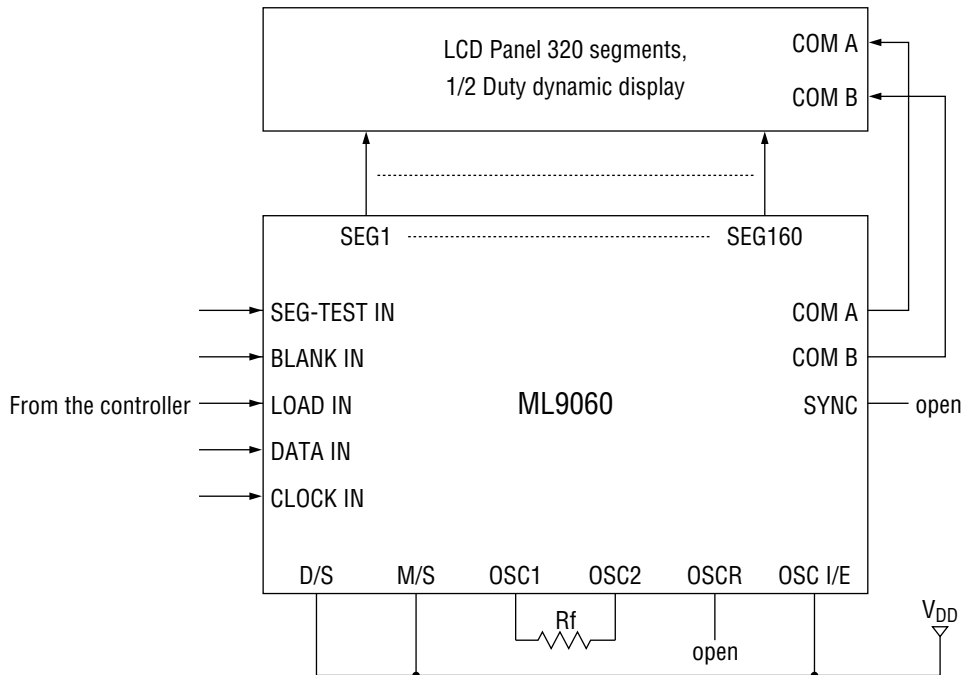 LCD Panel 320 segments,
1/2 Duty dynamic display
COM A
COM B
SEG1
SEG160
SEG-TEST IN
BLANK IN
From the controller
LOAD IN
DATA IN
CLOCK IN
ML9060
COM A
COM B
SYNC
open
D/S
M/S
OSC1
OSC2
OSCR
OSC I/E
Rf
open
VDD